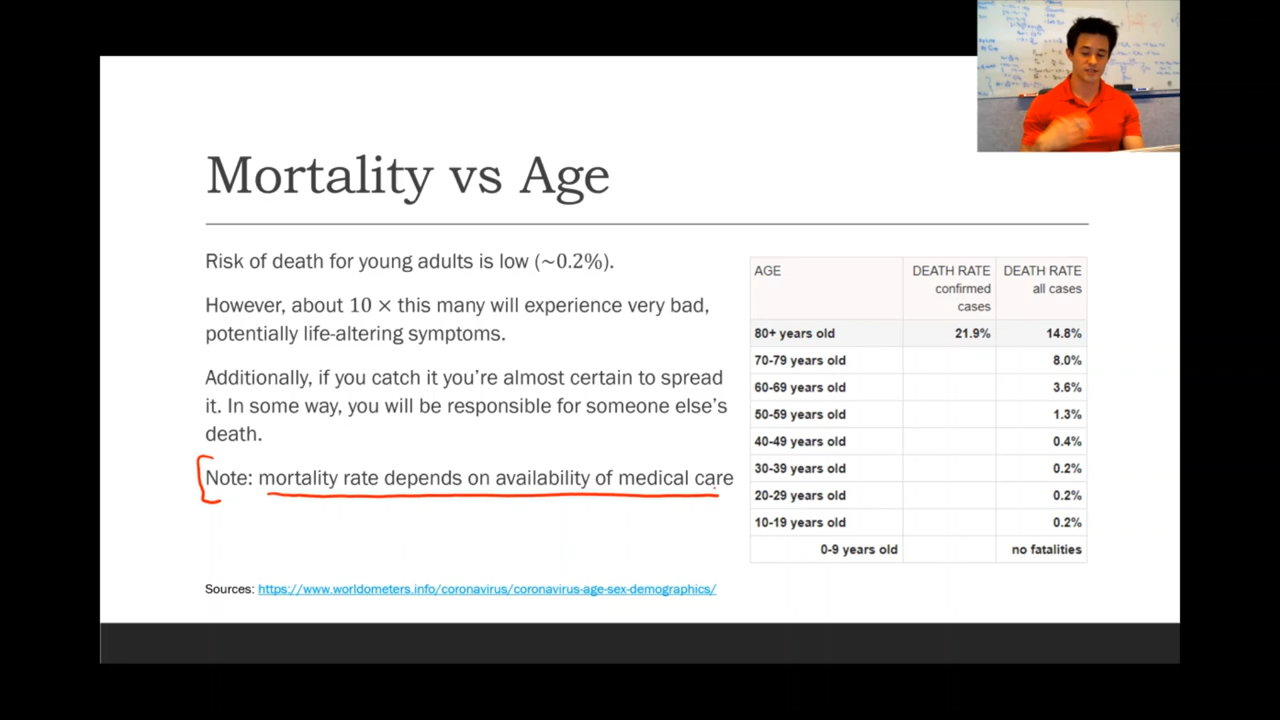 Mortality vs Age
Risk of death for young adults is low (~0.2%).
However, about 10 × this many will experience very bad,
potentially life-altering symptoms.
Additionally, if you catch it you're almost certain to spread
it. In some way, you will be responsible for someone else's
death.
Note: mortality rate depends on availability of medical care
AGE DEATH RATE DEATH RATE
confirmed all cases
cases
80+ years old 21.9% 14.8%
70-79 years old 8.0%
60-69 years old 3.6%
50-59 years old 1.3%
40-49 years old 0.4%
30-39 years old 0.2%
20-29 years old 0.2%
10-19 years old 0.2%
0-9 years old no fatalities
Sources: https://www.worldometers.info/coronavirus/coronavirus-age-sex-demographics/